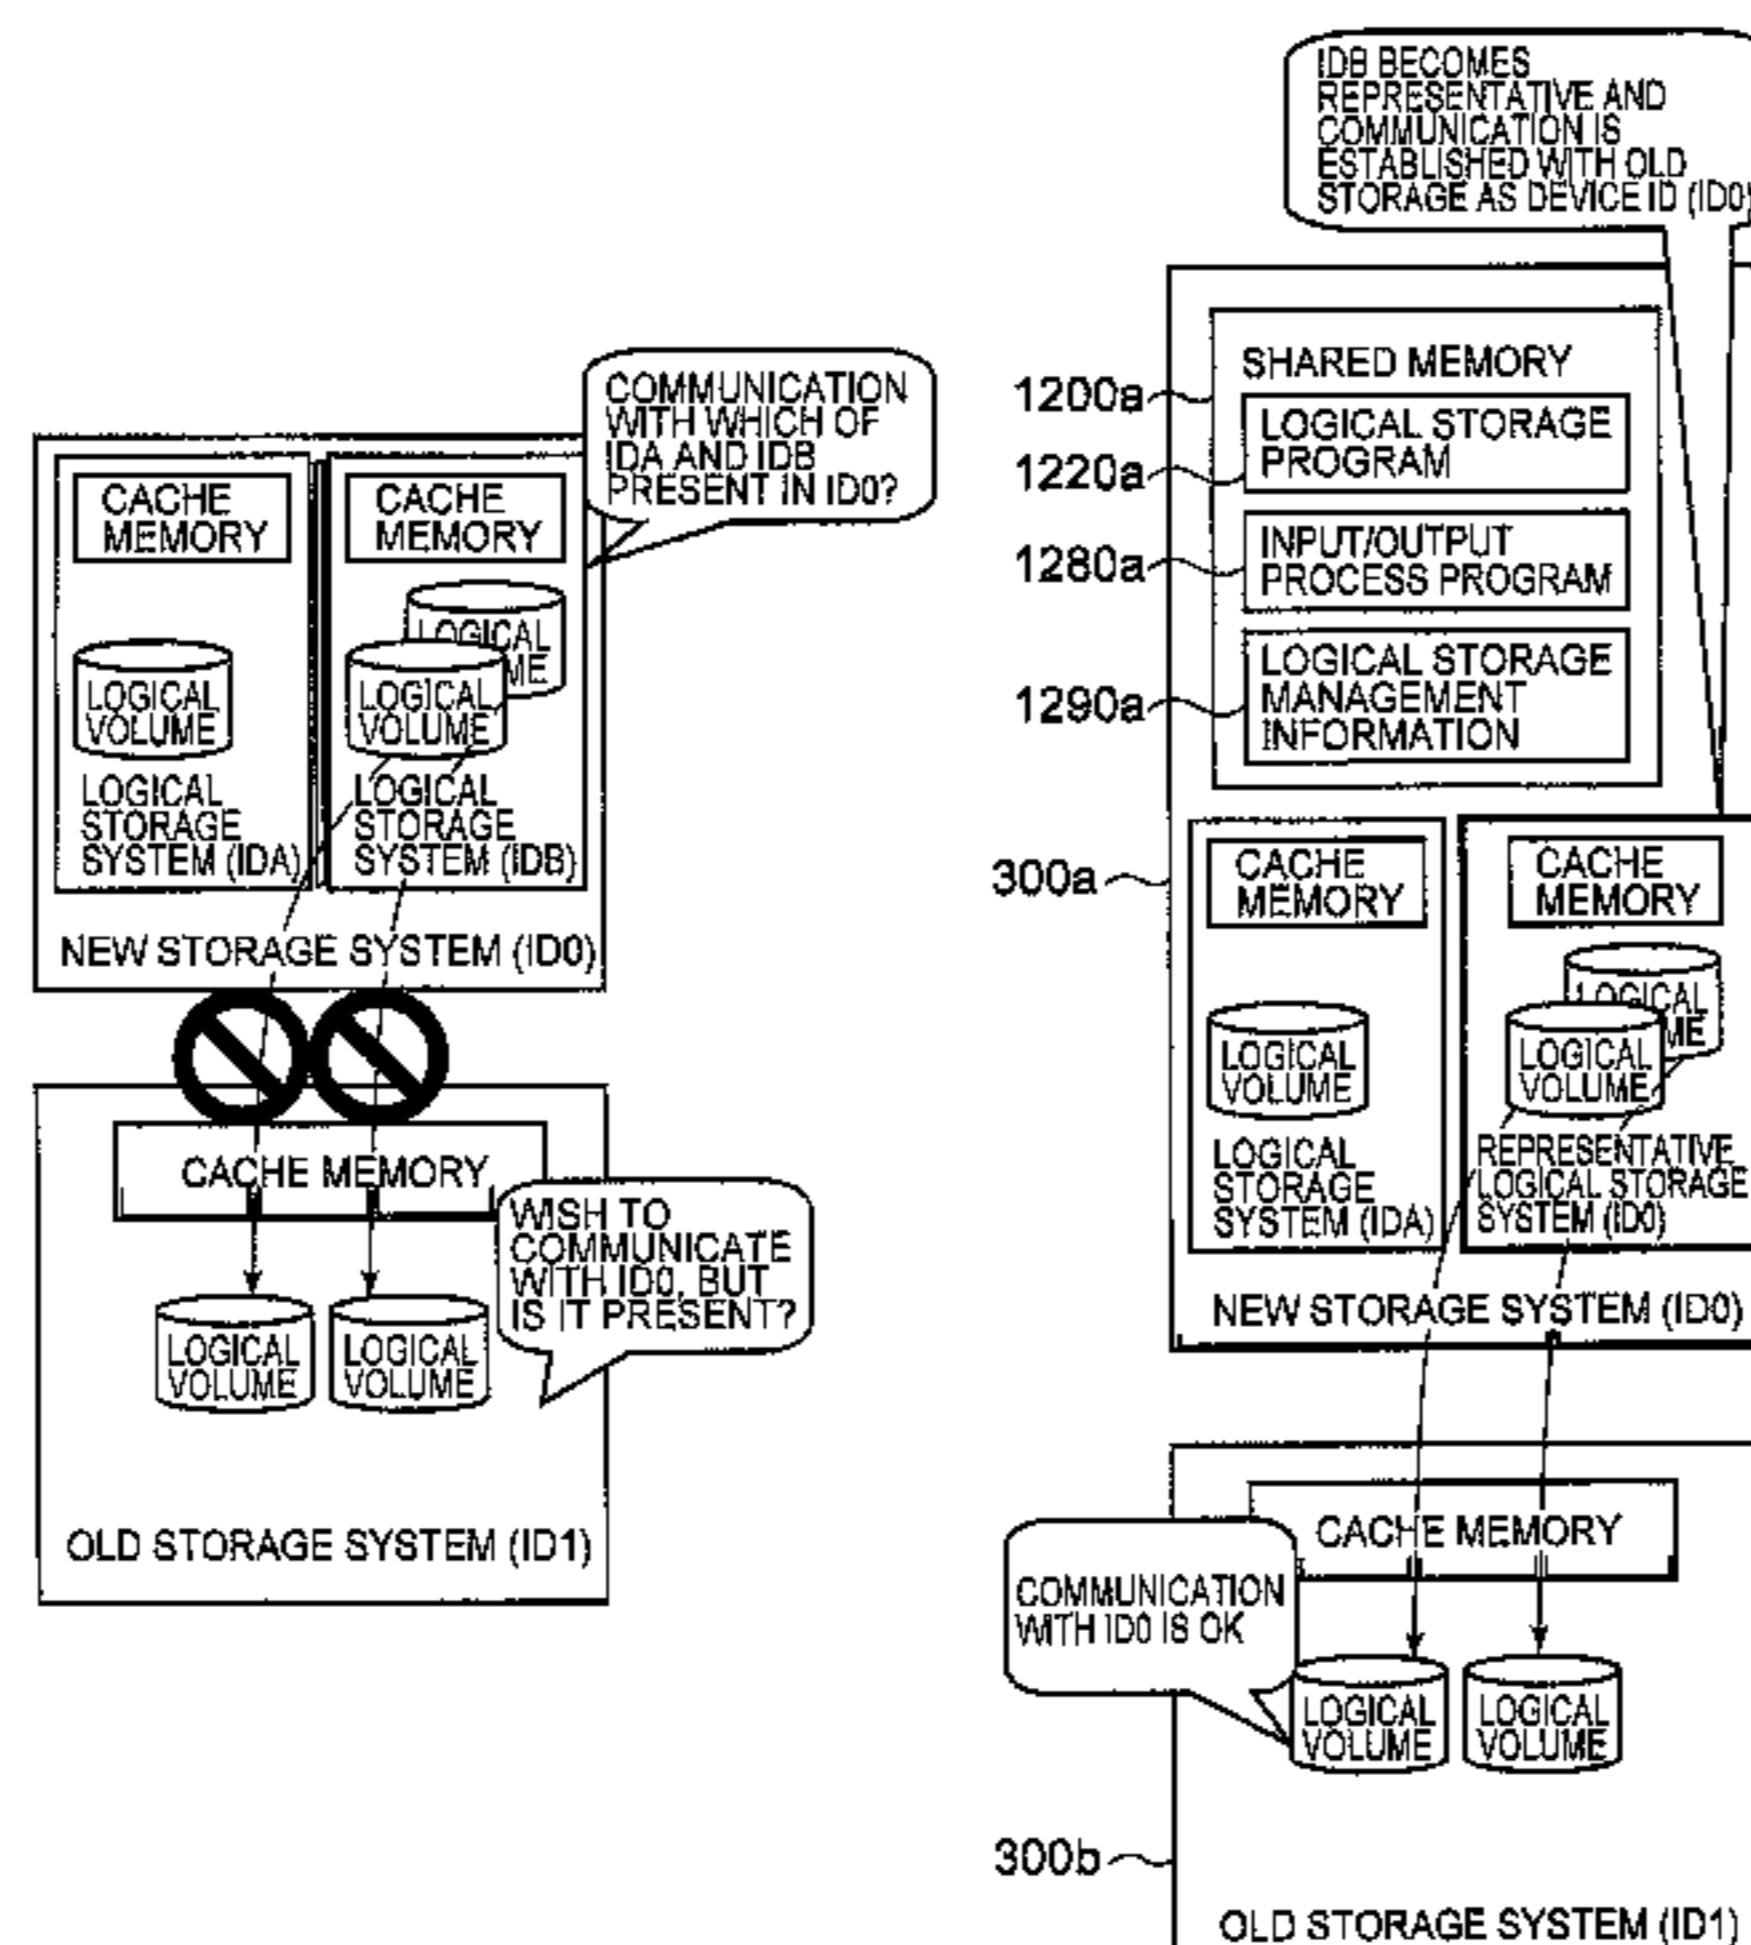 COMMUNICATION
WITH WHICH OF
IDA AND IDB
PRESENT IN ID0?
CACHE
MEMORY
CACHE
MEMORY
LOGICAL
VOLUME
LOGICAL
ME
LOGICAL
VOLUME
LOGICAL
STORAGE
SYSTEM (IDA)
LOGICAL
STORAGE
SYSTEM (IDB)
NEW STORAGE SYSTEM (ID0)
CACHE MEMORY
WISH TO
COMMUNICATE
WITH ID0, BUT
IS IT PRESENT?
LOGICAL
VOLUME
LOGICAL
VOLUME
OLD STORAGE SYSTEM (ID1)
IDB BECOMES
REPRESENTATIVE AND
COMMUNICATION IS
ESTABLISHED WITH OLD
STORAGE AS DEVICE ID (ID0)
SHARED MEMORY
1200a
LOGICAL STORAGE
PROGRAM
1220a
INPUT/OUTPUT
PROCESS PROGRAM
1280a
LOGICAL STORAGE
MANAGEMENT
INFORMATION
1290a
300a
CACHE
MEMORY
CACHE
MEMORY
LOGICAL
VOLUME
LOGICAL
ME
LOGICAL
VOLUME
LOGICAL
STORAGE
SYSTEM (IDA)
REPRESENTATIVE
LOGICAL STORAGE
SYSTEM (ID0)
NEW STORAGE SYSTEM (ID0)
CACHE MEMORY
COMMUNICATION
WITH ID0 IS OK
LOGICAL
VOLUME
LOGICAL
VOLUME
300b
OLD STORAGE SYSTEM (ID1)